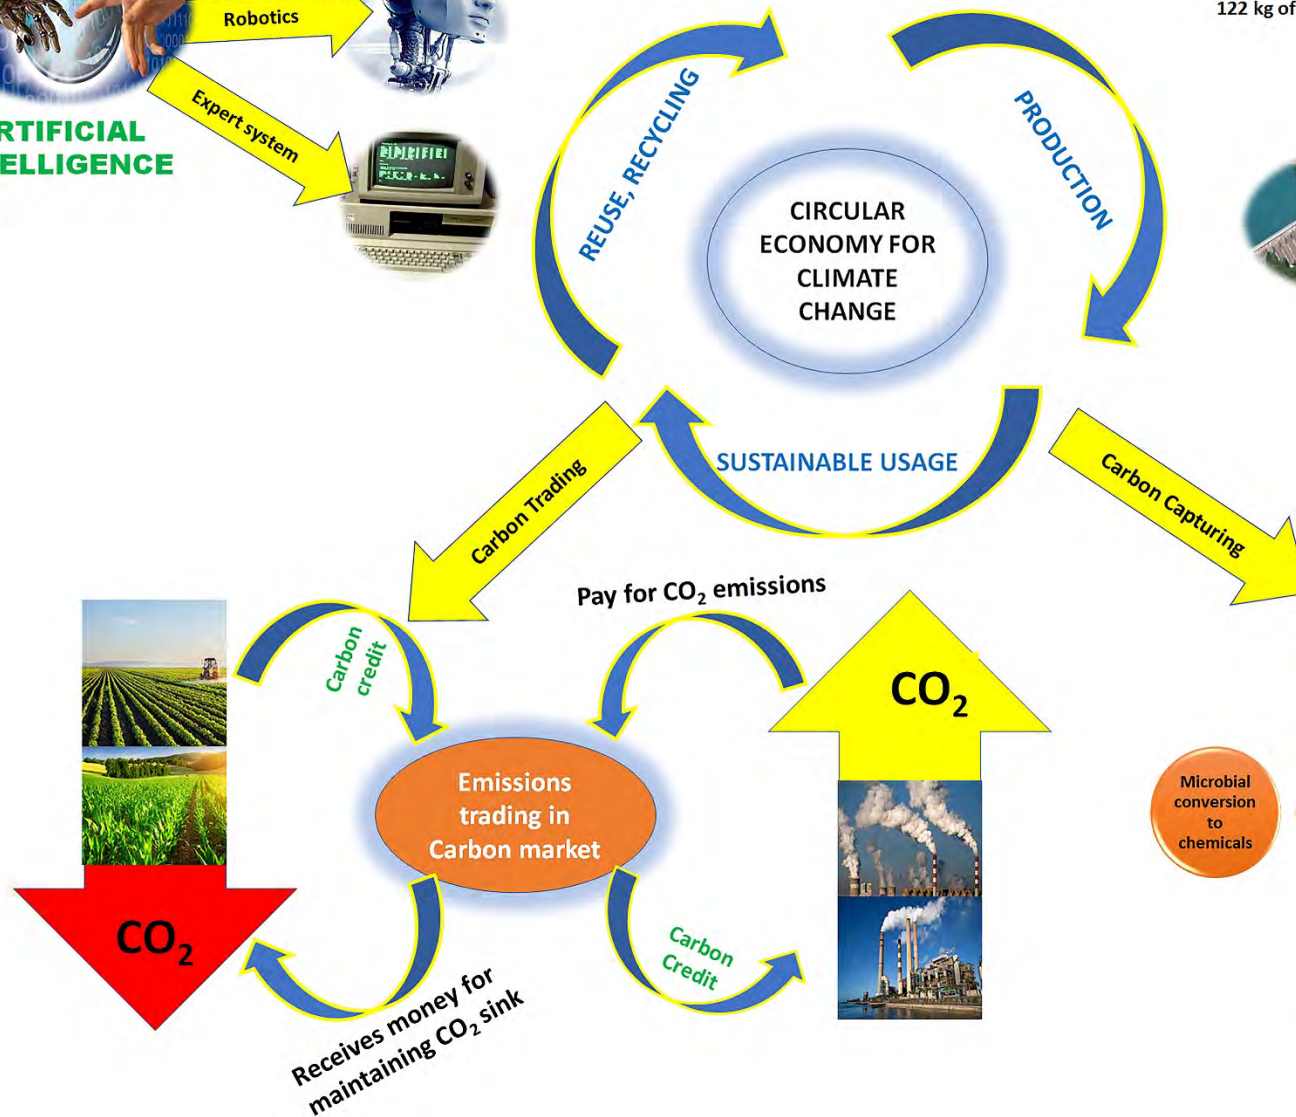 122 kg of
Robotics
Expert system
RTIFICIAL
ELLIGENCE
REUSE, RECYCLING
PRODUCTION
CIRCULAR
ECONOMY FOR
CLIMATE
CHANGE
SUSTAINABLE USAGE
Carbon Trading
Carbon Capturing
Pay for CO₂ emissions
Carbon
credit
CO₂
Emissions
trading in
Carbon market
Microbial
conversion
to
chemicals
CO₂
Carbon
Credit
Receives money for
maintaining CO₂ sink